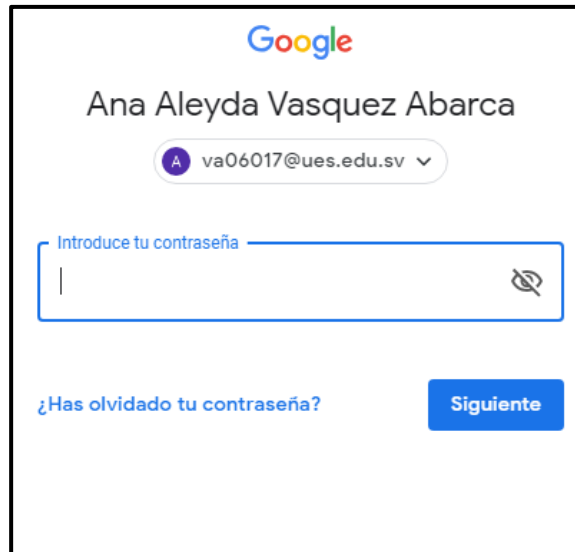 Google
Ana Aleyda Vasquez Abarca
A va06017@ues.edu.sv
Introduce tu contraseña
¿Has olvidado tu contraseña? Siguiente